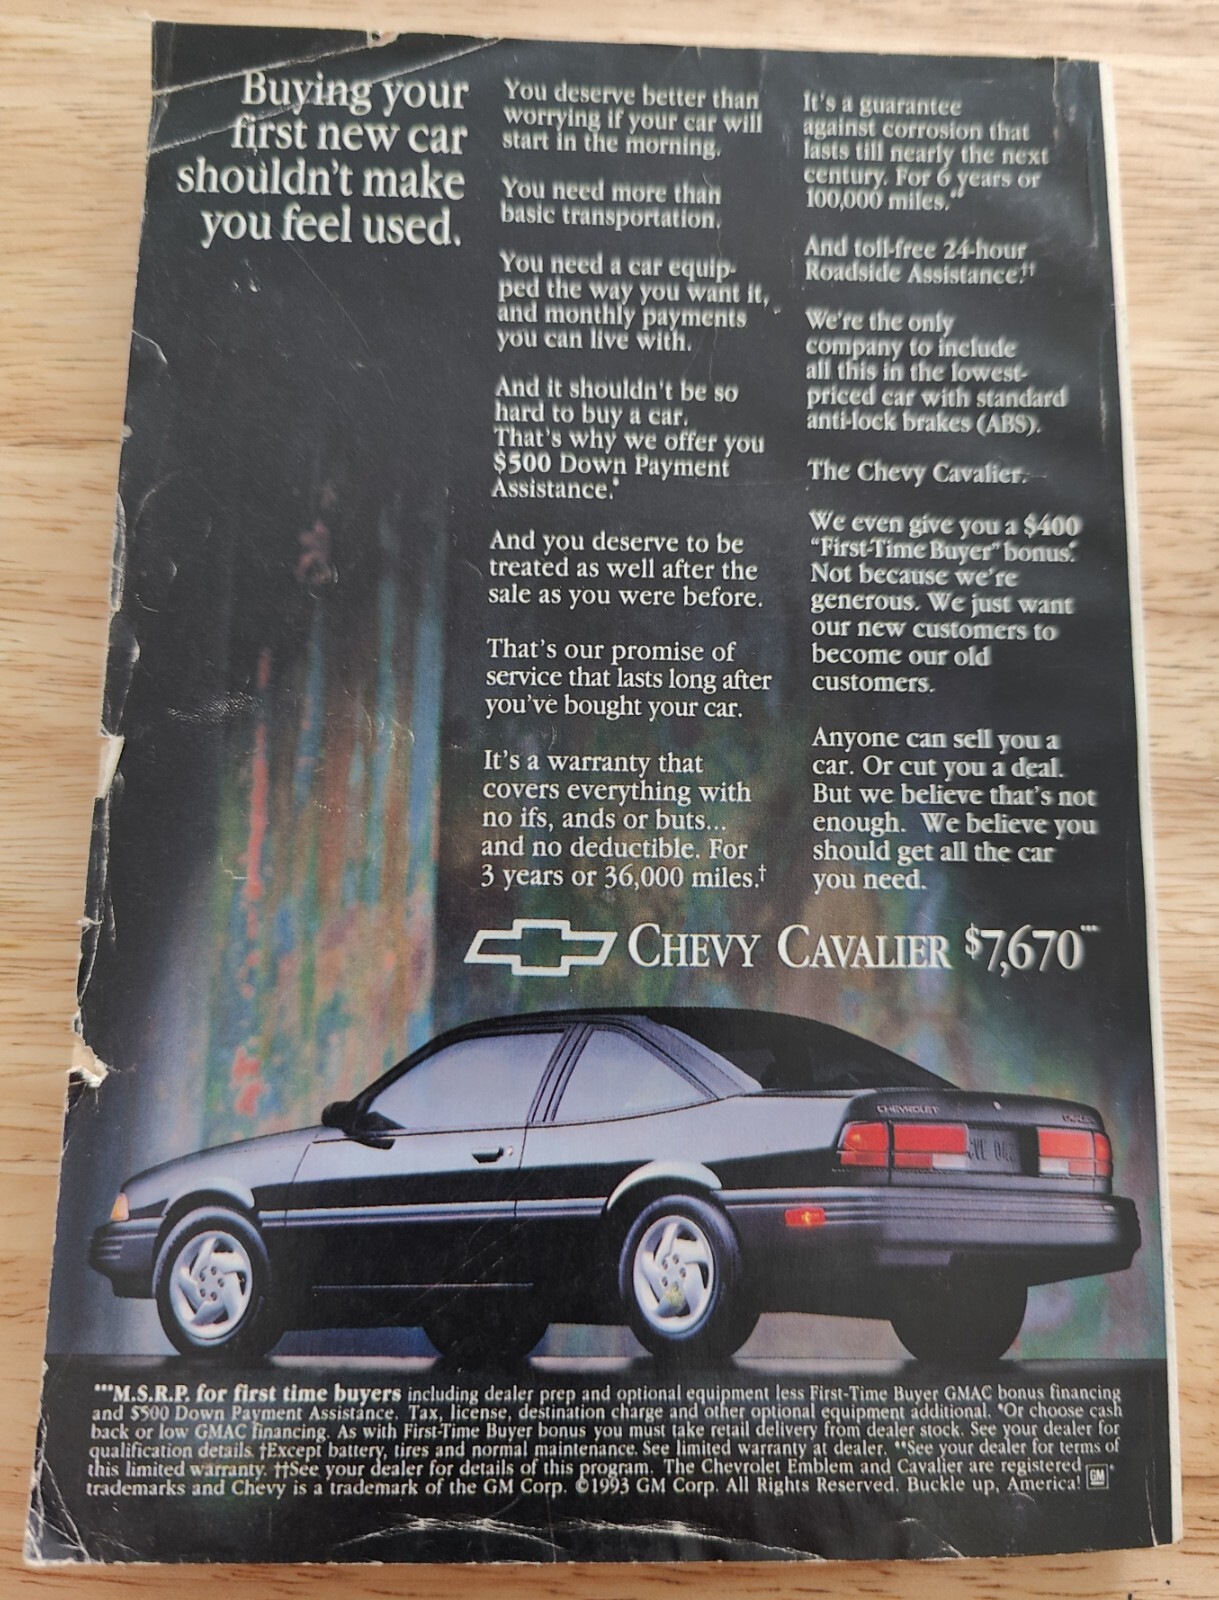 Buying your
first new car
shouldn't make
you feel used.
You deserve better than
worrying if your car will
start in the morning.
You need more than
basic transportation.
You need a car equip-
ped the way you want it,
and monthly payments
you can live with.
And it shouldn't be so
hard to buy a car.
That's why we offer you
$500 Down Payment
Assistance.*
And you deserve to be
treated as well after the
sale as you were before.
That's our promise of
service that lasts long after
you've bought your car.
It's a warranty that
covers everything with
no ifs, ands or buts...
and no deductible. For
3 years or 36,000 miles.†
It's a guarantee
against corrosion that
lasts till nearly the next
century. For 6 years or
100,000 miles.**
And toll-free 24-hour
Roadside Assistance.††
We're the only
company to include
all this in the lowest-
priced car with standard
anti-lock brakes (ABS).
The Chevy Cavalier.
We even give you a $400
"First-Time Buyer" bonus.*
Not because we're
generous. We just want
our new customers to
become our old
customers.
Anyone can sell you a
car. Or cut you a deal.
But we believe that's not
enough. We believe you
should get all the car
you need.
CHEVY CAVALIER $7,670***
CHEVROLET
***M.S.R.P. for first time buyers including dealer prep and optional equipment less First-Time Buyer GMAC bonus financing
and $500 Down Payment Assistance. Tax, license, destination charge and other optional equipment additional. *Or choose cash
back or low GMAC financing. As with First-Time Buyer bonus you must take retail delivery from dealer stock. See your dealer for
qualification details. †Except battery, tires and normal maintenance. See limited warranty at dealer. **See your dealer for terms of
this limited warranty. ††See your dealer for details of this program. The Chevrolet Emblem and Cavalier are registered
trademarks and Chevy is a trademark of the GM Corp. ©1993 GM Corp. All Rights Reserved. Buckle up, America! GM